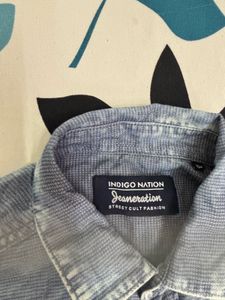 INDIGO NATION
Jeaneration
STREET CULT FASHION